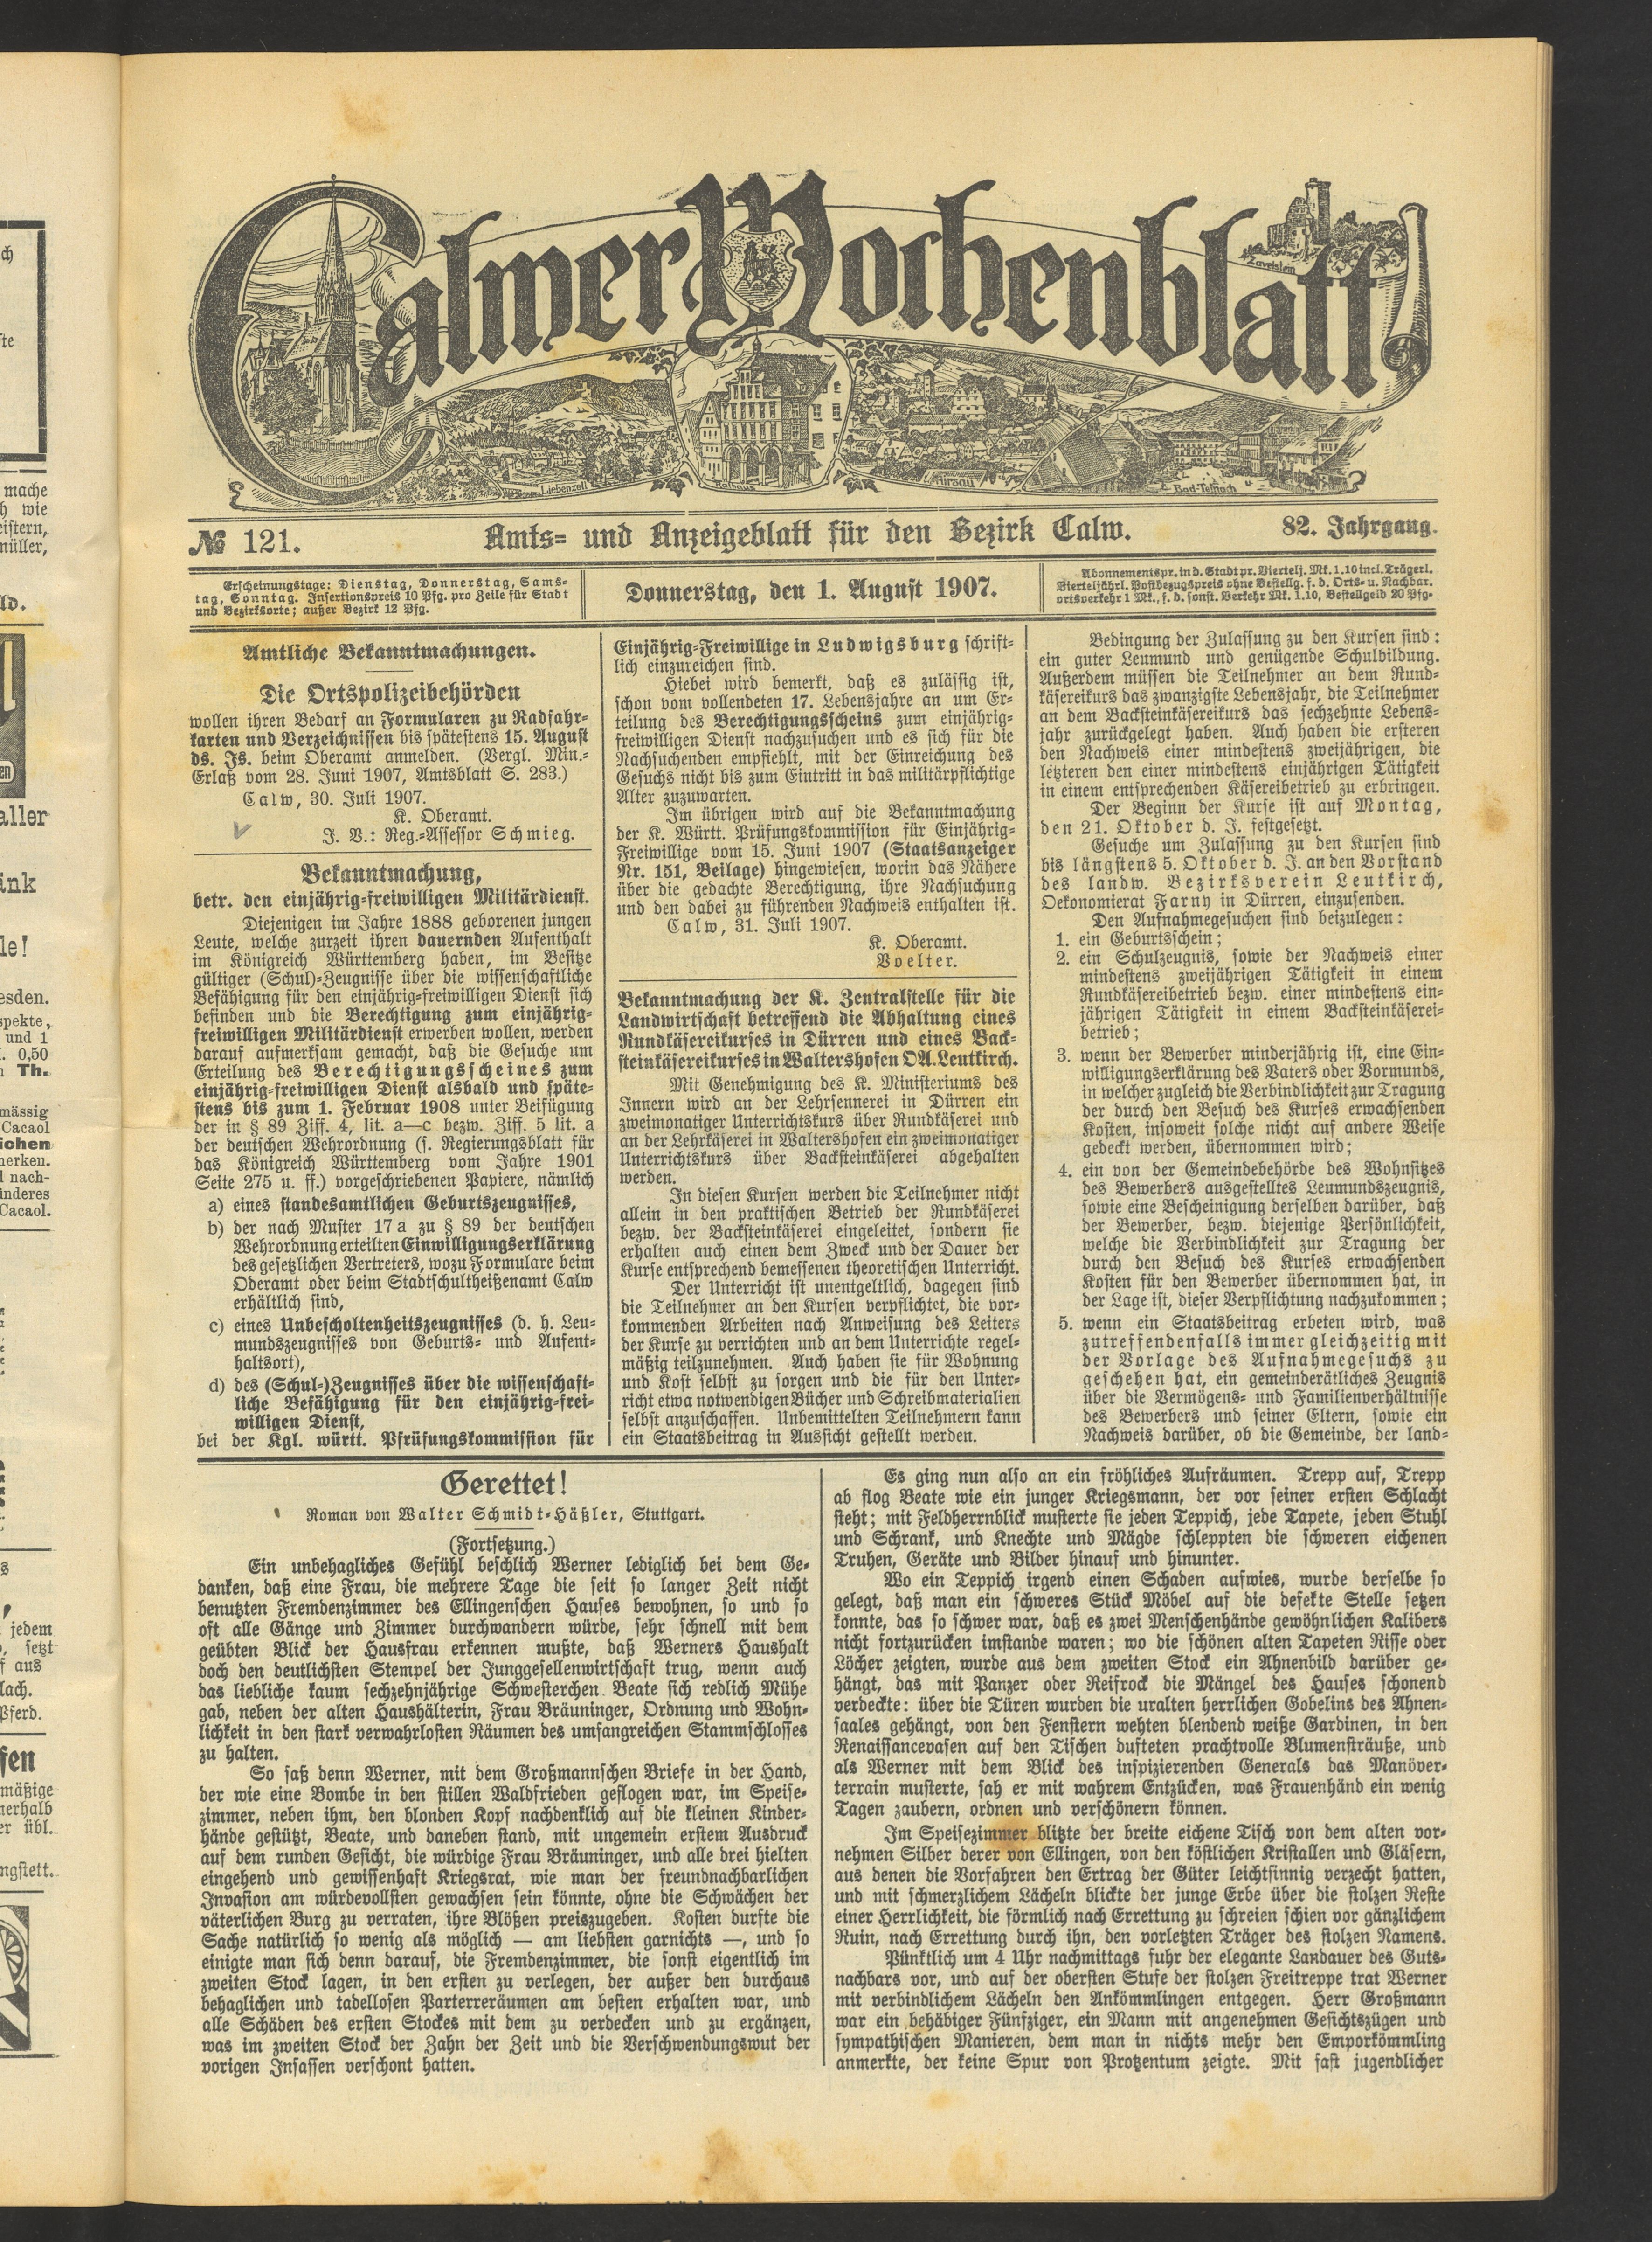 Calmer Wochenblatt
Zavelstein
Liebenzell
Rathaus
Hirsau
Bad-Teinach
№ 121.
Amts- und Anzeigeblatt für den Bezirk Calw.
82. Jahrgang.
Erscheinungstage: Dienstag, Donnerstag, Sams-
tag, Sonntag. Insertionspreis 10 Pfg. pro Zeile für Stadt
und Bezirksorte; außer Bezirk 12 Pfg.
Donnerstag, den 1. August 1907.
Abonnementspr. in d. Stadt pr. Viertelj. Mk. 1.10 incl. Trägerl.
Vierteljährl. Postbezugspreis ohne Bestellg. f. d. Orts- u. Nachbar-
ortsverkehr 1 Mk., f. d. sonst. Verkehr Mk. 1.10, Bestellgeld 20 Pfg.
Amtliche Bekanntmachungen.
Die Ortspolizeibehörden
wollen ihren Bedarf an Formularen zu Radfahr-
karten und Verzeichnissen bis spätestens 15. August
ds. Js. beim Oberamt anmelden. (Vergl. Min.-
Erlaß vom 28. Juni 1907, Amtsblatt S. 283.)
Calw, 30. Juli 1907.
K. Oberamt.
J. V.: Reg.-Assessor Schmieg.
Bekanntmachung,
betr. den einjährig-freiwilligen Militärdienst.
Diejenigen im Jahre 1888 geborenen jungen
Leute, welche zurzeit ihren dauernden Aufenthalt
im Königreich Württemberg haben, im Besitze
gültiger (Schul)-Zeugnisse über die wissenschaftliche
Befähigung für den einjährig-freiwilligen Dienst sich
befinden und die Berechtigung zum einjährig-
freiwilligen Militärdienst erwerben wollen, werden
darauf aufmerksam gemacht, daß die Gesuche um
Erteilung des Berechtigungsscheines zum
einjährig-freiwilligen Dienst alsbald und späte-
stens bis zum 1. Februar 1908 unter Beifügung
der in § 89 Ziff. 4, lit. a—c bezw. Ziff. 5 lit. a
der deutschen Wehrordnung (s. Regierungsblatt für
das Königreich Württemberg vom Jahre 1901
Seite 275 u. ff.) vorgeschriebenen Papiere, nämlich
a) eines standesamtlichen Geburtszeugnisses,
b) der nach Muster 17a zu § 89 der deutschen
Wehrordnung erteilten Einwilligungserklärung
des gesetzlichen Vertreters, wozu Formulare beim
Oberamt oder beim Stadtschultheißenamt Calw
erhältlich sind,
c) eines Unbescholtenheitszeugnisses (d. h. Leu-
mundszeugnisses von Geburts- und Aufent-
haltsort),
d) des (Schul-)Zeugnisses über die wissenschaft-
liche Befähigung für den einjährig-frei-
willigen Dienst,
bei der Kgl. württ. Pfrüfungskommission für
Einjährig-Freiwillige in Ludwigsburg schrift-
lich einzureichen sind.
Hiebei wird bemerkt, daß es zulässig ist,
schon vom vollendeten 17. Lebensjahre an um Er-
teilung des Berechtigungsscheins zum einjährig-
freiwilligen Dienst nachzusuchen und es sich für die
Nachsuchenden empfiehlt, mit der Einreichung des
Gesuchs nicht bis zum Eintritt in das militärpflichtige
Alter zuzuwarten.
Im übrigen wird auf die Bekanntmachung
der K. Württ. Prüfungskommission für Einjährig-
Freiwillige vom 15. Juni 1907 (Staatsanzeiger
Nr. 151, Beilage) hingewiesen, worin das Nähere
über die gedachte Berechtigung, ihre Nachsuchung
und den dabei zu führenden Nachweis enthalten ist.
Calw, 31. Juli 1907.
K. Oberamt.
Voelter.
Bekanntmachung der K. Zentralstelle für die
Landwirtschaft betreffend die Abhaltung eines
Rundkäsereikurses in Dürren und eines Back-
steinkäsereikurses in Waltershofen OA. Leutkirch.
Mit Genehmigung des K. Ministeriums des
Innern wird an der Lehrsennerei in Dürren ein
zweimonatiger Unterrichtskurs über Rundkäserei und
an der Lehrkäserei in Waltershofen ein zweimonatiger
Unterrichtskurs über Backsteinkäserei abgehalten
werden.
In diesen Kursen werden die Teilnehmer nicht
allein in den praktischen Betrieb der Rundkäserei
bezw. der Backsteinkäserei eingeleitet, sondern sie
erhalten auch einen dem Zweck und der Dauer der
Kurse entsprechend bemessenen theoretischen Unterricht.
Der Unterricht ist unentgeltlich, dagegen sind
die Teilnehmer an den Kursen verpflichtet, die vor-
kommenden Arbeiten nach Anweisung des Leiters
der Kurse zu verrichten und an dem Unterrichte regel-
mäßig teilzunehmen. Auch haben sie für Wohnung
und Kost selbst zu sorgen und die für den Unter-
richt etwa notwendigen Bücher und Schreibmaterialien
selbst anzuschaffen. Unbemittelten Teilnehmern kann
ein Staatsbeitrag in Aussicht gestellt werden.
Bedingung der Zulassung zu den Kursen sind:
ein guter Leumund und genügende Schulbildung.
Außerdem müssen die Teilnehmer an dem Rund-
käsereikurs das zwanzigste Lebensjahr, die Teilnehmer
an dem Backsteinkäsereikurs das sechzehnte Lebens-
jahr zurückgelegt haben. Auch haben die ersteren
den Nachweis einer mindestens zweijährigen, die
letzteren den einer mindestens einjährigen Tätigkeit
in einem entsprechenden Käsereibetrieb zu erbringen.
Der Beginn der Kurse ist auf Montag,
den 21. Oktober d. J. festgesetzt.
Gesuche um Zulassung zu den Kursen sind
bis längstens 5. Oktober d. J. an den Vorstand
des landw. Bezirksverein Leutkirch,
Oekonomierat Farny in Dürren, einzusenden.
Den Aufnahmegesuchen sind beizulegen:
1. ein Geburtsschein;
2. ein Schulzeugnis, sowie der Nachweis einer
mindestens zweijährigen Tätigkeit in einem
Rundkäsereibetrieb bezw. einer mindestens ein-
jährigen Tätigkeit in einem Backsteinkäserei-
betrieb;
3. wenn der Bewerber minderjährig ist, eine Ein-
willigungserklärung des Vaters oder Vormunds,
in welcher zugleich die Verbindlichkeit zur Tragung
der durch den Besuch des Kurses erwachsenden
Kosten, insoweit solche nicht auf andere Weise
gedeckt werden, übernommen wird;
4. ein von der Gemeindebehörde des Wohnsitzes
des Bewerbers ausgestelltes Leumundszeugnis,
sowie eine Bescheinigung derselben darüber, daß
der Bewerber, bezw. diejenige Persönlichkeit,
welche die Verbindlichkeit zur Tragung der
durch den Besuch des Kurses erwachsenden
Kosten für den Bewerber übernommen hat, in
der Lage ist, dieser Verpflichtung nachzukommen;
5. wenn ein Staatsbeitrag erbeten wird, was
zutreffendenfalls immer gleichzeitig mit
der Vorlage des Aufnahmegesuchs zu
geschehen hat, ein gemeinderätliches Zeugnis
über die Vermögens- und Familienverhältnisse
des Bewerbers und seiner Eltern, sowie ein
Nachweis darüber, ob die Gemeinde, der land-
Gerettet!
Roman von Walter Schmidt-Häßler, Stuttgart.
(Fortsetzung.)
Ein unbehagliches Gefühl beschlich Werner lediglich bei dem Ge-
danken, daß eine Frau, die mehrere Tage die seit so langer Zeit nicht
benutzten Fremdenzimmer des Ellingenschen Hauses bewohnen, so und so
oft alle Gänge und Zimmer durchwandern würde, sehr schnell mit dem
geübten Blick der Hausfrau erkennen mußte, daß Werners Haushalt
doch den deutlichsten Stempel der Junggesellenwirtschaft trug, wenn auch
das liebliche kaum sechzehnjährige Schwesterchen Beate sich redlich Mühe
gab, neben der alten Haushälterin, Frau Bräuninger, Ordnung und Wohn-
lichkeit in den stark verwahrlosten Räumen des umfangreichen Stammschlosses
zu halten.
So saß denn Werner, mit dem Großmannschen Briefe in der Hand,
der wie eine Bombe in den stillen Waldfrieden geflogen war, im Speise-
zimmer, neben ihm, den blonden Kopf nachdenklich auf die kleinen Kinder-
hände gestützt, Beate, und daneben stand, mit ungemein erstem Ausdruck
auf dem runden Gesicht, die würdige Frau Bräuninger, und alle drei hielten
eingehend und gewissenhaft Kriegsrat, wie man der freundnachbarlichen
Invasion am würdevollsten gewachsen sein könnte, ohne die Schwächen der
väterlichen Burg zu verraten, ihre Blößen preiszugeben. Kosten durfte die
Sache natürlich so wenig als möglich — am liebsten garnichts —, und so
einigte man sich denn darauf, die Fremdenzimmer, die sonst eigentlich im
zweiten Stock lagen, in den ersten zu verlegen, der außer den durchaus
behaglichen und tadellosen Parterreräumen am besten erhalten war, und
alle Schäden des ersten Stockes mit dem zu verdecken und zu ergänzen,
was im zweiten Stock der Zahn der Zeit und die Verschwendungswut der
vorigen Insassen verschont hatten.
Es ging nun also an ein fröhliches Aufräumen. Trepp auf, Trepp
ab flog Beate wie ein junger Kriegsmann, der vor seiner ersten Schlacht
steht; mit Feldherrnblick musterte sie jeden Teppich, jede Tapete, jeden Stuhl
und Schrank, und Knechte und Mägde schleppten die schweren eichenen
Truhen, Geräte und Bilder hinauf und hinunter.
Wo ein Teppich irgend einen Schaden aufwies, wurde derselbe so
gelegt, daß man ein schweres Stück Möbel auf die defekte Stelle setzen
konnte, das so schwer war, daß es zwei Menschenhände gewöhnlichen Kalibers
nicht fortzurücken imstande waren; wo die schönen alten Tapeten Risse oder
Löcher zeigten, wurde aus dem zweiten Stock ein Ahnenbild darüber ge-
hängt, das mit Panzer oder Reifrock die Mängel des Hauses schonend
verdeckte: über die Türen wurden die uralten herrlichen Gobelins des Ahnen-
saales gehängt, von den Fenstern wehten blendend weiße Gardinen, in den
Renaissancevasen auf den Tischen dufteten prachtvolle Blumensträuße, und
als Werner mit dem Blick des inspizierenden Generals das Manöver-
terrain musterte, sah er mit wahrem Entzücken, was Frauenhänd ein wenig
Tagen zaubern, ordnen und verschönern können.
Im Speisezimmer blitzte der breite eichene Tisch von dem alten vor-
nehmen Silber derer von Ellingen, von den köstlichen Kristallen und Gläsern,
aus denen die Vorfahren den Ertrag der Güter leichtsinnig verzecht hatten,
und mit schmerzlichem Lächeln blickte der junge Erbe über die stolzen Reste
einer Herrlichkeit, die förmlich nach Errettung zu schreien schien vor gänzlichem
Ruin, nach Errettung durch ihn, den vorletzten Träger des stolzen Namens.
Pünktlich um 4 Uhr nachmittags fuhr der elegante Landauer des Guts-
nachbars vor, und auf der obersten Stufe der stolzen Freitreppe trat Werner
mit verbindlichem Lächeln den Ankömmlingen entgegen. Herr Großmann
war ein behäbiger Fünfziger, ein Mann mit angenehmen Gesichtszügen und
sympathischen Manieren, dem man in nichts mehr den Emporkömmling
anmerkte, der keine Spur von Protzentum zeigte. Mit fast jugendlicher